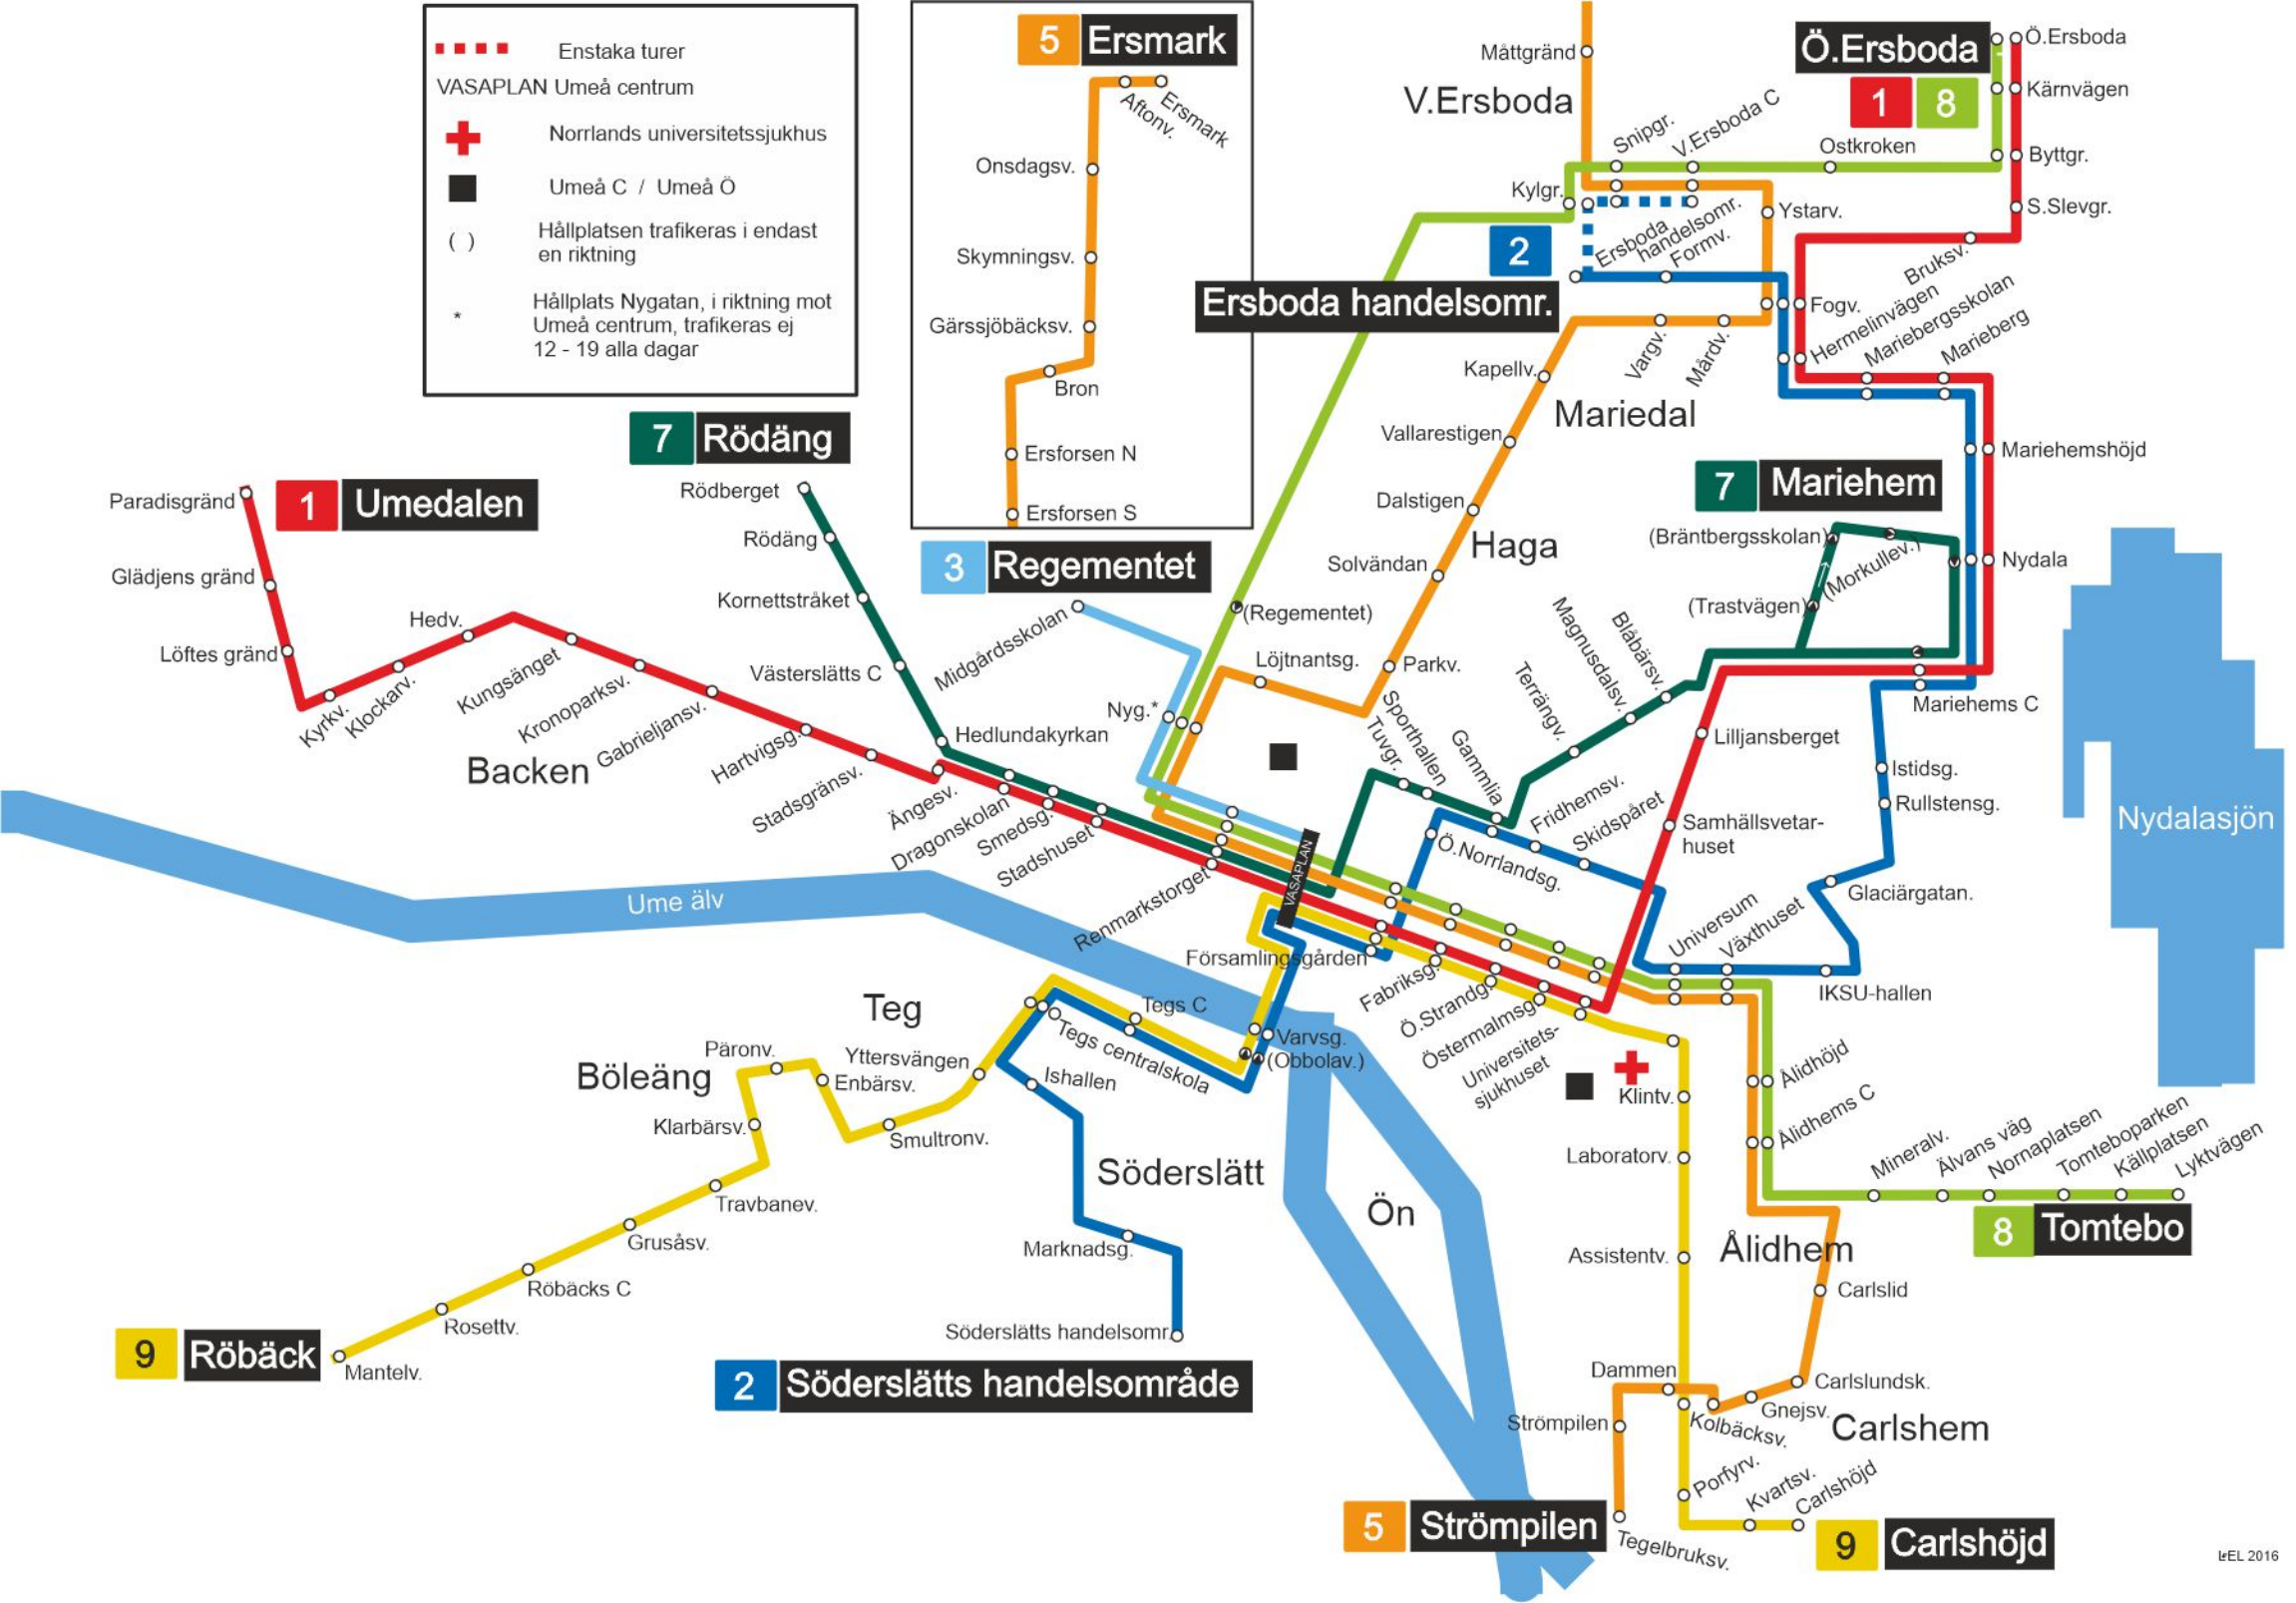 Enstaka turer
VASAPLAN Umeå centrum
Norrlands universitetssjukhus
Umeå C / Umeå Ö
( )
Hållplatsen trafikeras i endast
en riktning
*
Hållplats Nygatan, i riktning mot
Umeå centrum, trafikeras ej
12 - 19 alla dagar
5 Ersmark
Aftonv.
Ersmark
Onsdagsv.
Skymningsv.
Gärssjöbäcksv.
Bron
Ersforsen N
Ersforsen S
Måttgränd
V.Ersboda
Snipgr.
V.Ersboda C
Kylgr.
Ostkroken
Ö.Ersboda
1 8
Ö.Ersboda
Kärnvägen
Byttgr.
S.Slevgr.
Ystarv.
Bruksv.
2
Ersboda handelsomr.
Ersboda
handelsomr.
Formv.
Fogv.
Hermelinvägen
Mariebergsskolan
Marieberg
Vargv.
Mårdv.
Kapellv.
Mariedal
Vallarestigen
Dalstigen
Haga
Solvändan
Mariehemshöjd
7 Mariehem
(Bräntbergsskolan)
(Morkullev.)
(Trastvägen)
Nydala
Mariehems C
7 Rödäng
Rödberget
Rödäng
Kornettstråket
Västerslätts C
Hedlundakyrkan
1 Umedalen
Paradisgränd
Glädjens gränd
Löftes gränd
Kyrkv.
Klockarv.
Hedv.
Kungsänget
Kronoparksv.
Gabrieljansv.
Hartvigsg.
Stadsgränsv.
Backen
Ängesv.
Dragonskolan
Smedsg.
Stadshuset
Renmarkstorget
3 Regementet
Midgårdsskolan
(Regementet)
Nyg.*
Löjtnantsg.
Parkv.
Tuvgr.
Sporthallen
Gammlia
Terrängv.
Magnusdalsv.
Blåbärsv.
Lilljansberget
Samhällsvetar-
huset
Fridhemsv.
Skidspåret
Ö.Norrlandsg.
Istidsg.
Rullstensg.
Glaciärgatan.
Nydalasjön
Universum
Växthuset
IKSU-hallen
VASAPLAN
Ume älv
Församlingsgården
Fabriksg.
Ö.Strandg.
Östermalmsg.
Universitets-
sjukhuset
Teg
Tegs C
Tegs centralskola
Varvsg.
(Obbolav.)
Böleäng
Päronv.
Yttersvängen
Enbärsv.
Smultronv.
Klarbärsv.
Travbanev.
Grusåsv.
Röbäcks C
Rosettv.
Mantelv.
9 Röbäck
Ishallen
Söderslätt
Marknadsg.
Söderslätts handelsomr.
2 Söderslätts handelsområde
Ön
Klintv.
Laboratorv.
Assistentv.
Ålidhöjd
Ålidhems C
Mineralv.
Älvans väg
Nornaplatsen
Tomteboparken
Källplatsen
Lyktvägen
8 Tomtebo
Ålidhem
Carlslid
Carlslundsk.
Gnejsv.
Carlshem
Dammen
Kolbäcksv.
Strömpilen
Porfyrv.
Kvartsv.
Carlshöjd
5 Strömpilen
Tegelbruksv.
9 Carlshöjd
EL 2016